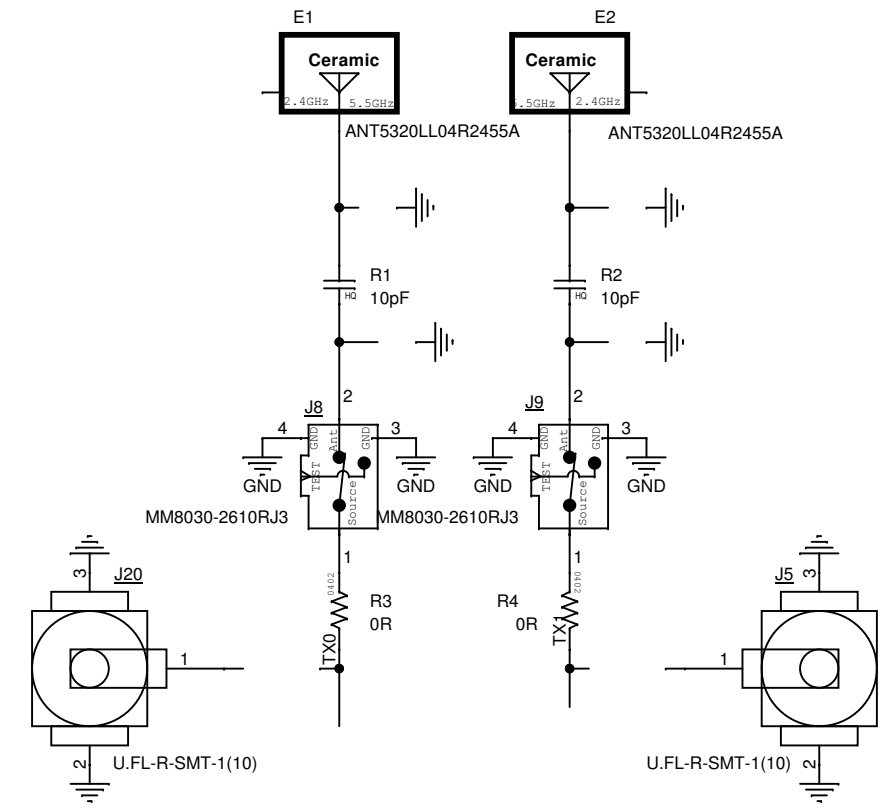 E1
E2
Ceramic
Ceramic
2.4GHz 5.5GHz
5.5GHz 2.4GHz
ANT5320LL04R2455A
ANT5320LL04R2455A
R1
10pF
HQ
R2
10pF
HQ
2
2
J8
J9
4
GND
Ant
GND
3
4
GND
Ant
GND
3
TEST
TEST
GND
GND
GND
GND
Source
Source
MM8030-2610RJ3
MM8030-2610RJ3
1
1
0402
R3
0R
TX0
R4
0R
0402
TX1
3
J20
1
2
U.FL-R-SMT-1(10)
J5
3
1
2
U.FL-R-SMT-1(10)